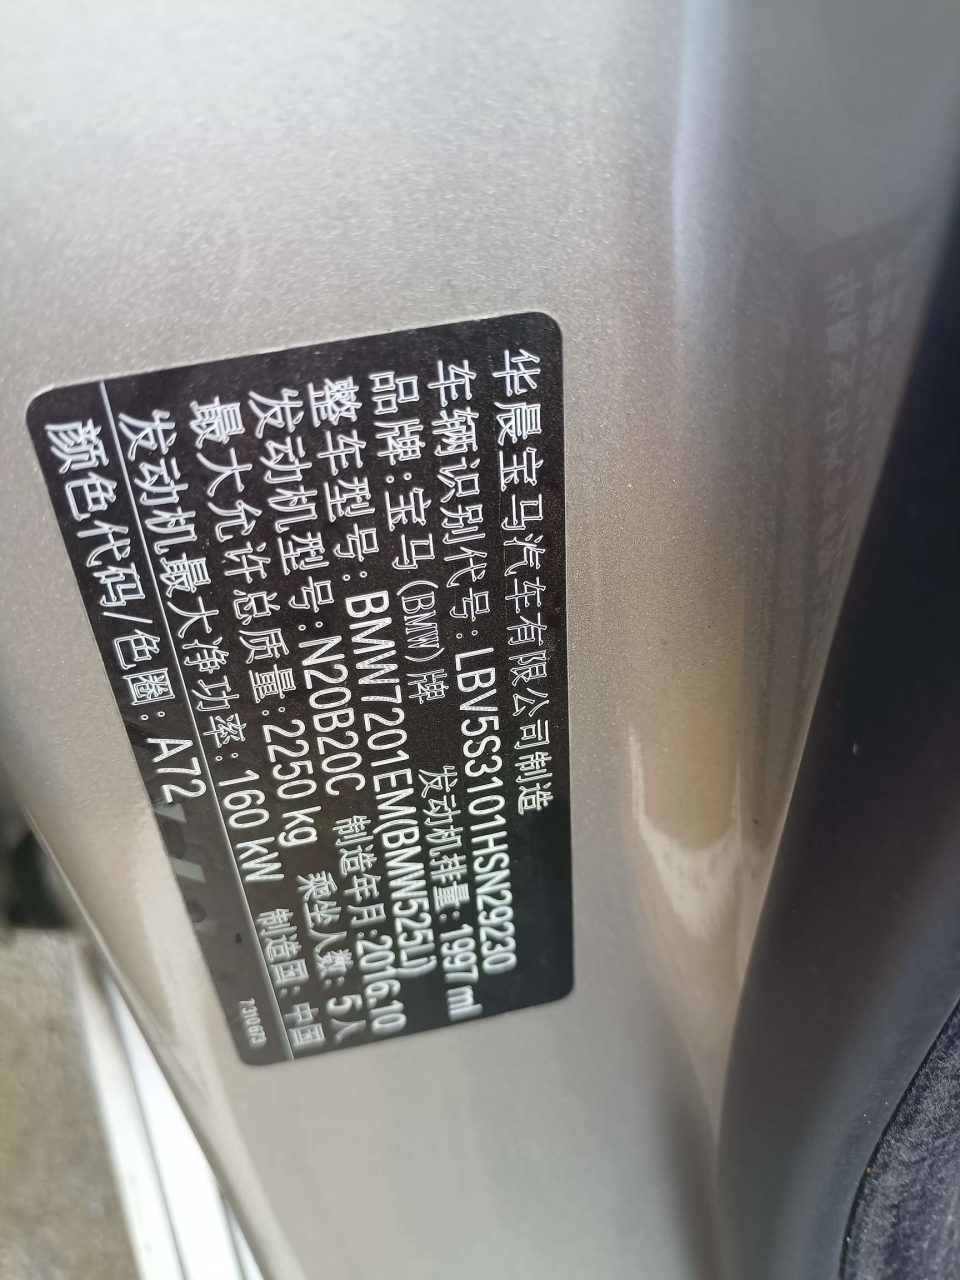 华晨宝马汽车有限公司制造
车辆识别代号:LBV5S3101HSN29230
品牌:宝马(BMW)牌 发动机排量:1997 ml
整车型号:BMW7201EM(BMW525Li)
发动机型号:N20B20C 制造年月:2016.10
最大允许总质量:2250 kg 乘坐人数:5人
发动机最大净功率:160 kW 制造国:中国
颜色代码/色圈:A72 7310673